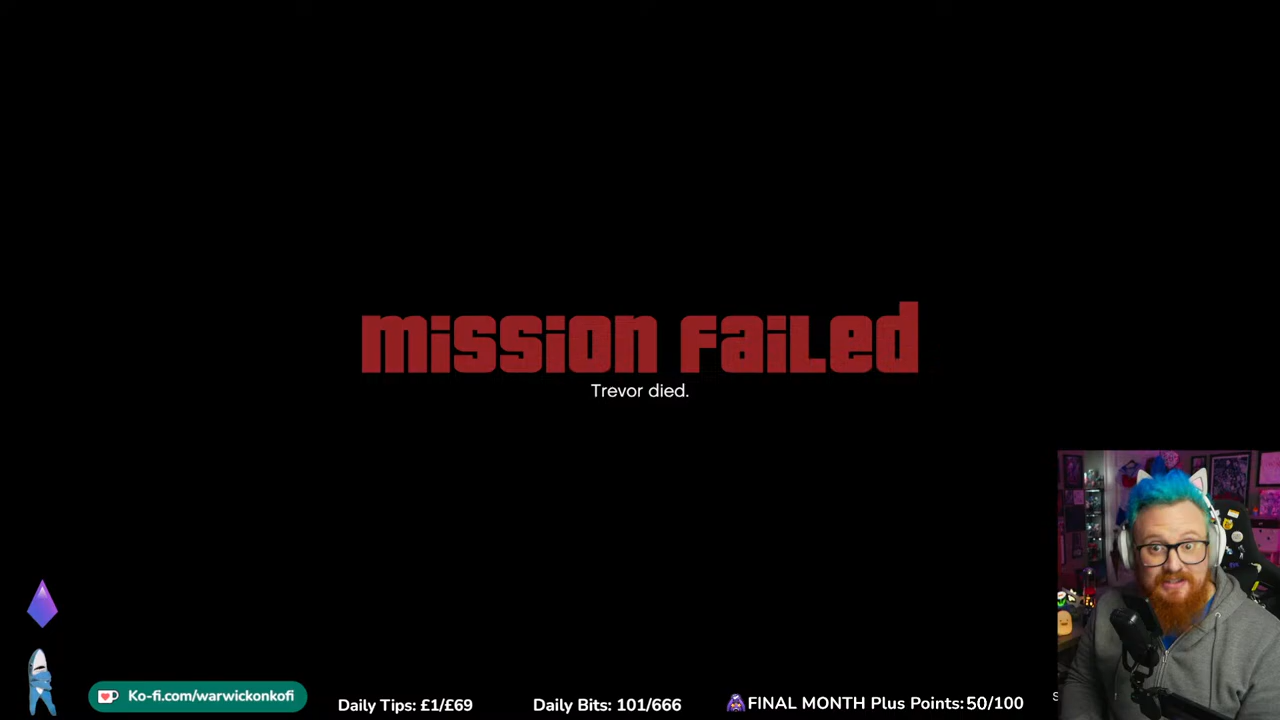 mission failed
Trevor died.
Ko-fi.com/warwickonkofi
Daily Tips: £1/£69
Daily Bits: 101/666
FINAL MONTH Plus Points: 50/100
S